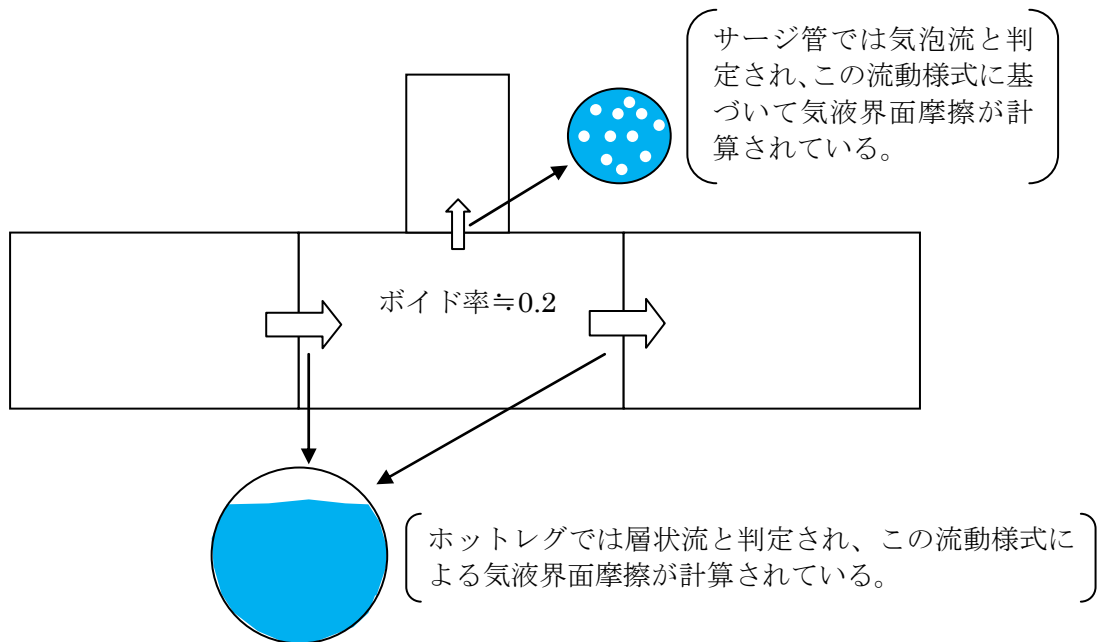 サージ管では気泡流と判
定され、この流動様式に基
づいて気液界面摩擦が計
算されている。
ボイド率≒0.2
ホットレグでは層状流と判定され、この流動様式に
よる気液界面摩擦が計算されている。